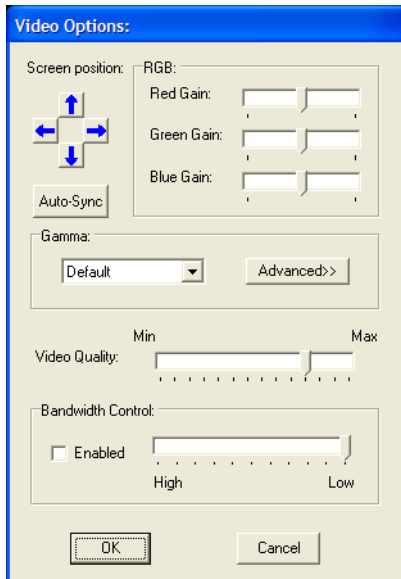 Video Options:
Screen position:
RGB:
Red Gain:
Green Gain:
Blue Gain:
Auto-Sync
Gamma:
Default
Advanced>>
Min Max
Video Quality:
Bandwidth Control:
Enabled
High Low
OK Cancel